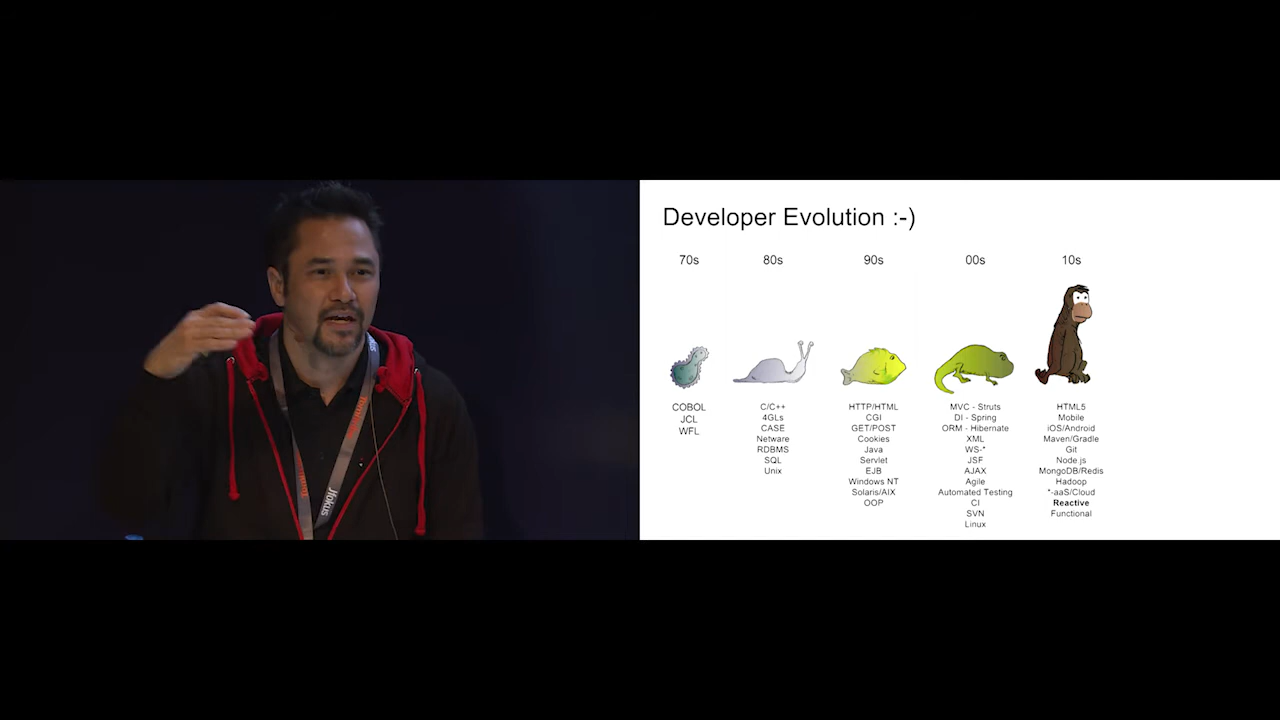 Developer Evolution :-)
70s
80s
90s
00s
10s
COBOL
JCL
WFL
C/C++
4GLs
CASE
Netware
RDBMS
SQL
Unix
HTTP/HTML
CGI
GET/POST
Cookies
Java
Servlet
EJB
Windows NT
Solaris/AIX
OOP
MVC - Struts
DI - Spring
ORM - Hibernate
XML
WS-*
JSF
AJAX
Agile
Automated Testing
CI
SVN
Linux
HTML5
Mobile
iOS/Android
Maven/Gradle
Git
Node js
MongoDB/Redis
Hadoop
*-aaS/Cloud
Reactive
Functional
Jfokus